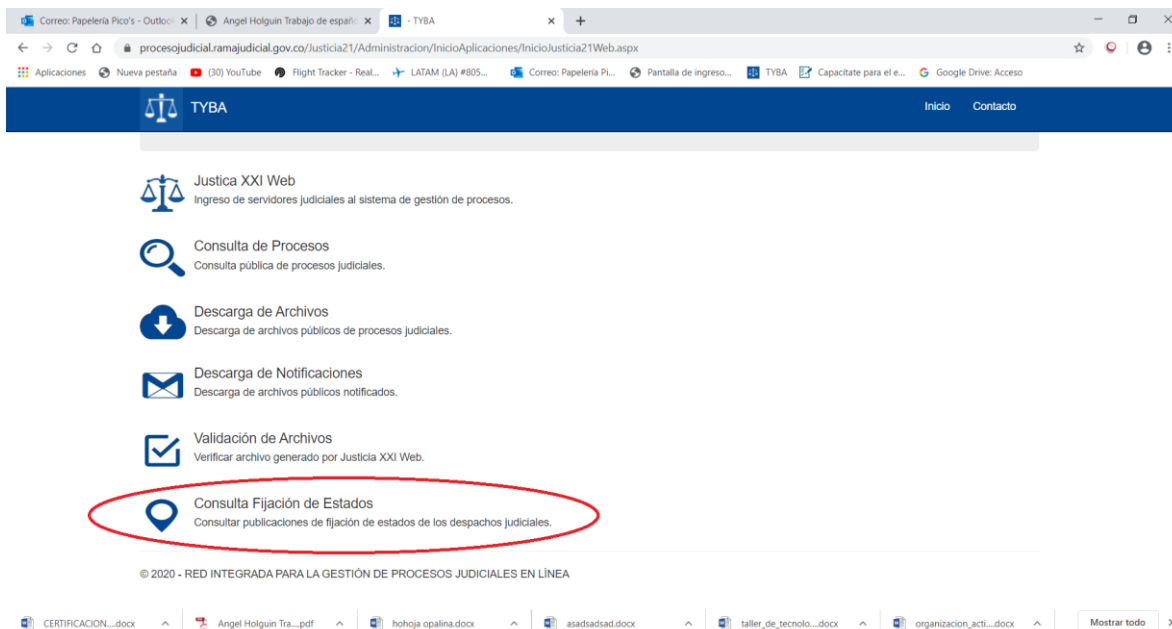 Correo: Papelería Pico's - Outloo
Angel Holguin Trabajo de españo
- TYBA
procesojudicial.ramajudicial.gov.co/Justicia21/Administracion/InicioAplicaciones/InicioJusticia21Web.aspx
Aplicaciones Nueva pestaña (30) YouTube Flight Tracker - Real... LATAM (LA) #805... Correo: Papelería Pi... Pantalla de ingreso... TYBA Capacítate para el e... Google Drive: Acceso
TYBA Inicio Contacto
Justica XXI Web
Ingreso de servidores judiciales al sistema de gestión de procesos.
Consulta de Procesos
Consulta pública de procesos judiciales.
Descarga de Archivos
Descarga de archivos públicos de procesos judiciales.
Descarga de Notificaciones
Descarga de archivos públicos notificados.
Validación de Archivos
Verificar archivo generado por Justicia XXI Web.
Consulta Fijación de Estados
Consultar publicaciones de fijación de estados de los despachos judiciales.
© 2020 - RED INTEGRADA PARA LA GESTIÓN DE PROCESOS JUDICIALES EN LÍNEA
CERTIFICACION....docx Angel Holguin Tra....pdf hohoja opalina.docx asadsadsad.docx taller_de_tecnolo....docx organizacion_acti....docx Mostrar todo